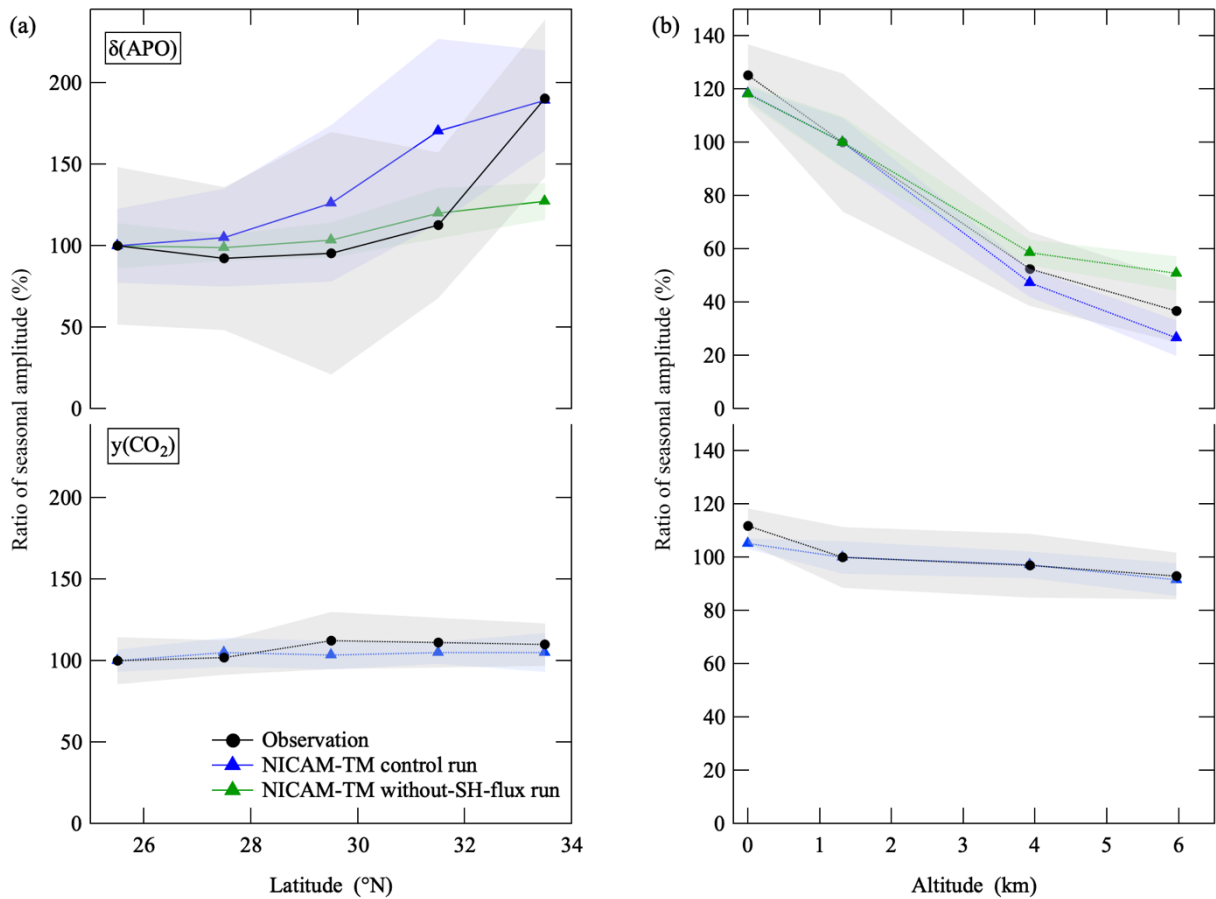 (a)
δ(APO)
200
150
100
50
0
Ratio of seasonal amplitude (%)
y(CO₂)
200
150
100
50
0
Observation
NICAM-TM control run
NICAM-TM without-SH-flux run
26 28 30 32 34
Latitude (°N)
(b)
140
120
100
80
60
40
20
0
Ratio of seasonal amplitude (%)
140
120
100
80
60
40
20
0
0 1 2 3 4 5 6
Altitude (km)